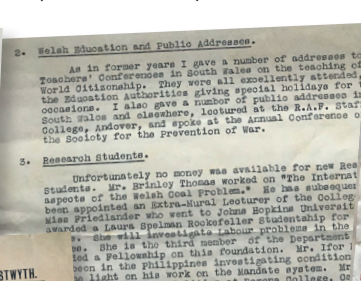 2. Welsh Education and Public Addresses.
As in former years I gave a number of addresses to
Teachers' Conferences in South Wales on the teaching of
World Citizenship. They were all excellently attended
the Education Authorities giving special holidays for t
occasions. I also gave a number of public addresses in
South Wales and elsewhere, lectured at the R.A.F. Staf
College, Andover, and spoke at the Annual Conference o
the Society for the Prevention of War.
3. Research Students.
Unfortunately no money was available for new Res
Students. Mr. Brinley Thomas worked on "The Internat
aspects of the Welsh Coal Problem." He has subsequen
been appointed an Extra-Mural Lecturer of the College
Miss Friedlander who went to Johns Hopkins Universit
awarded a Laura Spelman Rockefeller Studentship for
She will investigate Labour problems in the
She is the third member of the Department
ed a Fellowship on this foundation. Mr. Ifor
een in the Philippines investigating condition
light on his work on the Mandate system. Mr
BTWYTH.